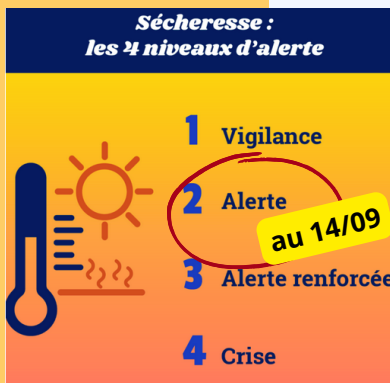 Sécheresse :
les 4 niveaux d'alerte
1 Vigilance
2 Alerte
au 14/09
3 Alerte renforcée
4 Crise